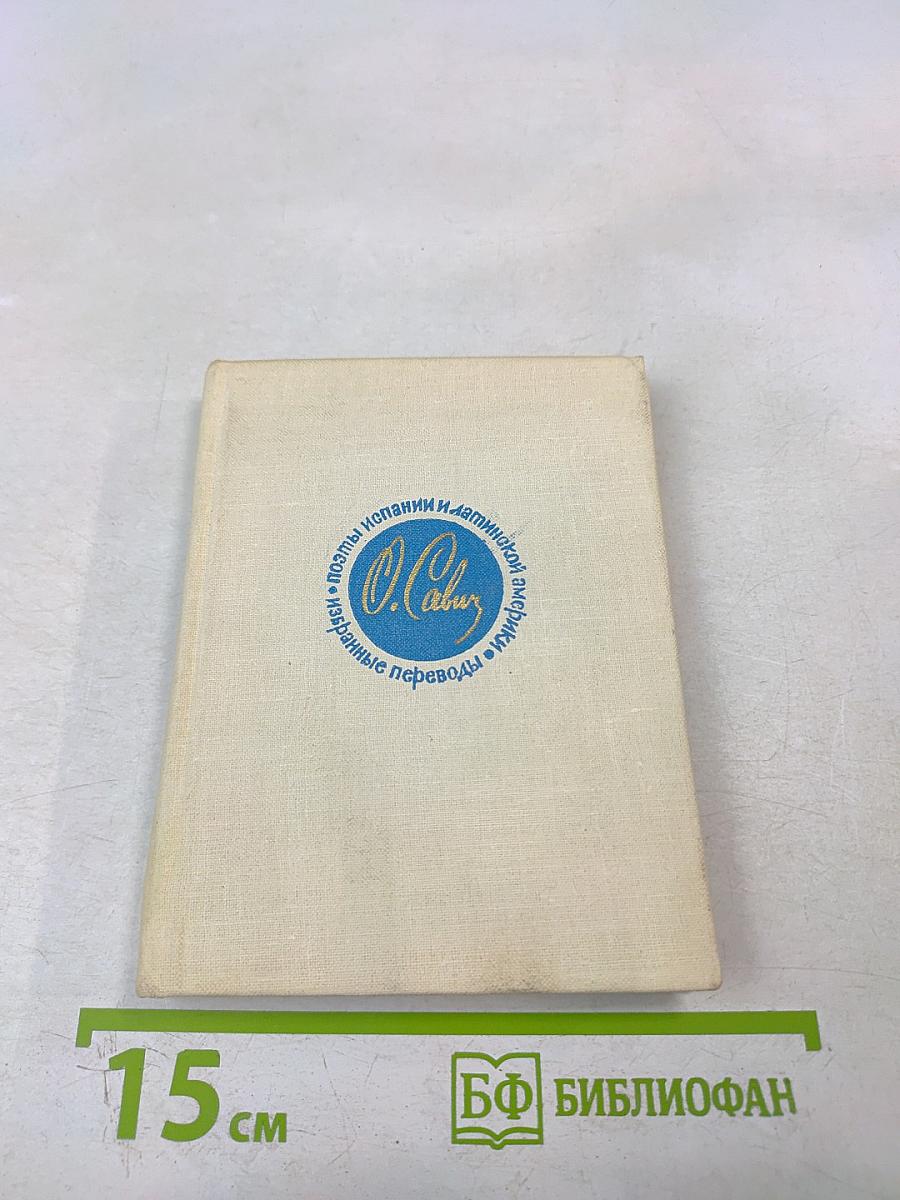 поэты испании и латинской америки •
избранные переводы •
О. Савич
15 см
БФ БИБЛИОФАН